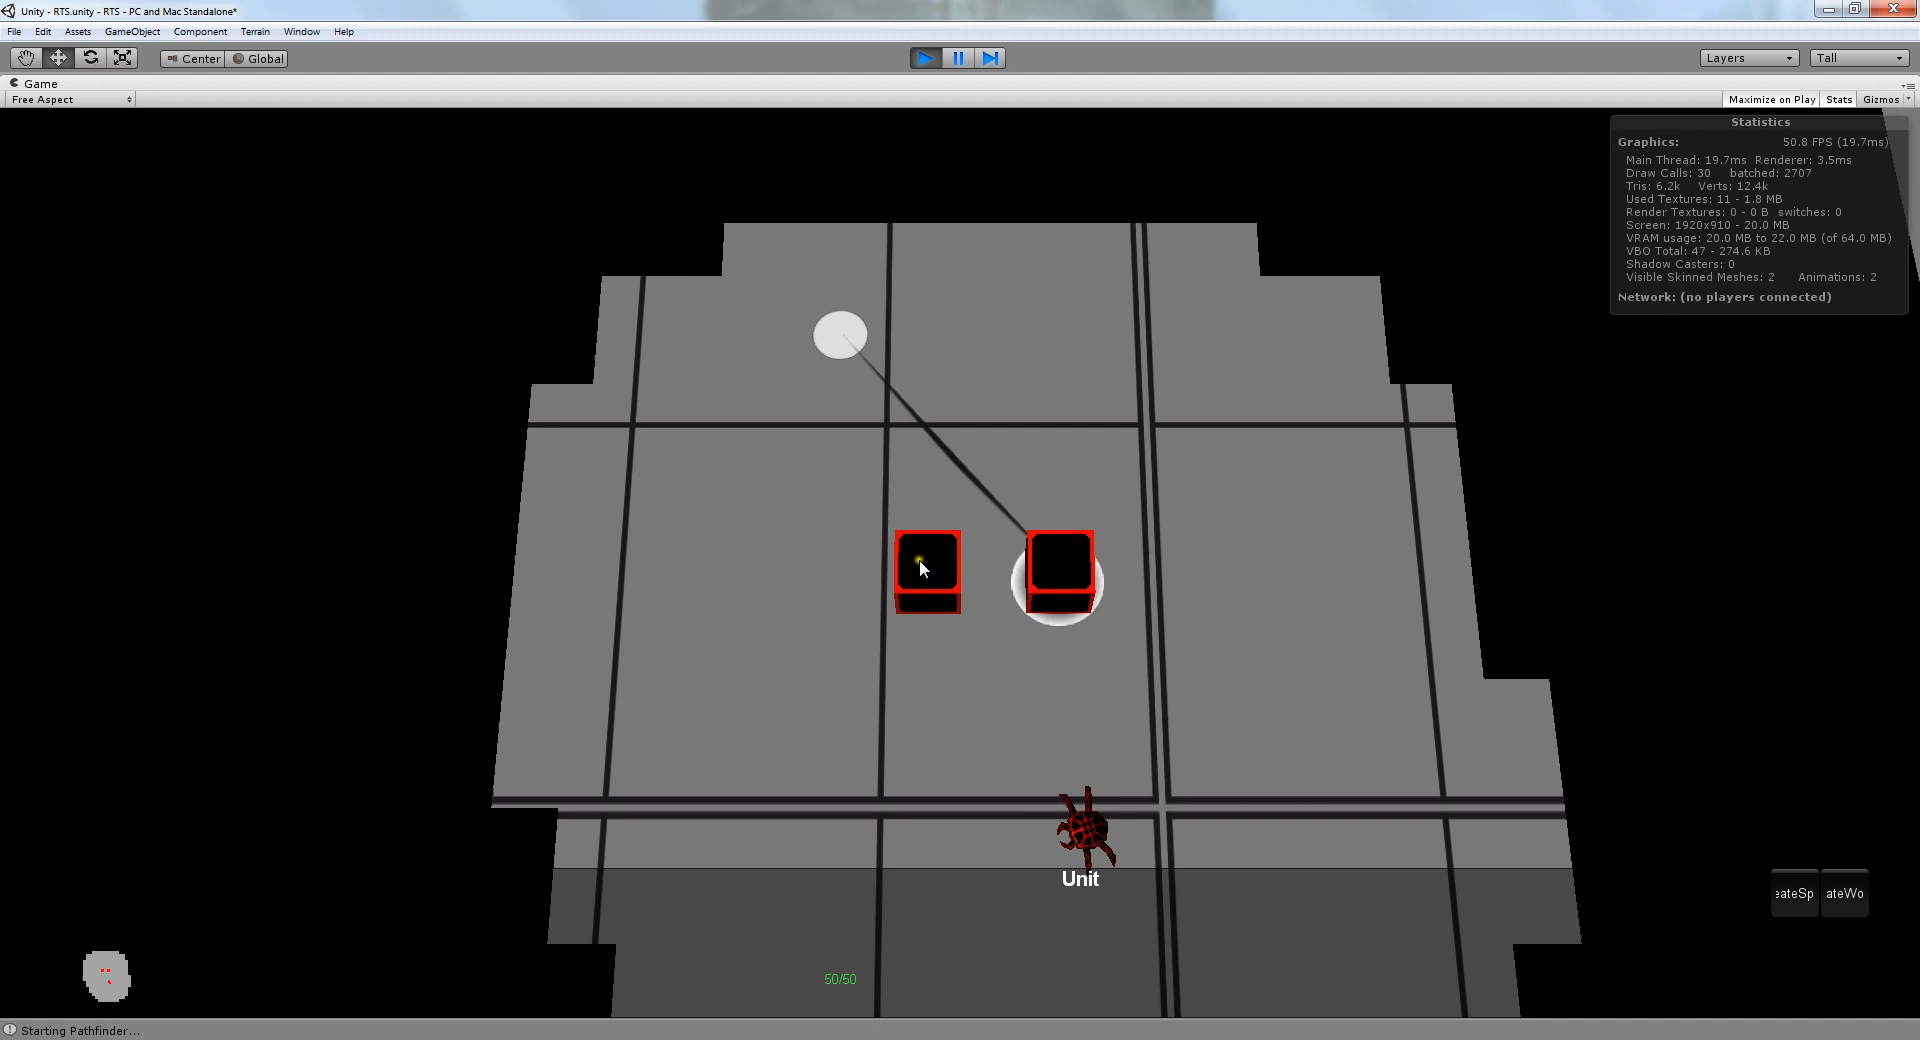 Unity - RTS.unity - RTS - PC and Mac Standalone*
File Edit Assets GameObject Component Terrain Window Help
Center Global Layers Tall
Game
Free Aspect Maximize on Play Stats Gizmos
Statistics
Graphics: 50.8 FPS (19.7ms)
Main Thread: 19.7ms Renderer: 3.5ms
Draw Calls: 30 batched: 2707
Tris: 6.2k Verts: 12.4k
Used Textures: 11 - 1.8 MB
Render Textures: 0 - 0 B switches: 0
Screen: 1920x910 - 20.0 MB
VRAM usage: 20.0 MB to 22.0 MB (of 64.0 MB)
VBO Total: 47 - 274.6 KB
Shadow Casters: 0
Visible Skinned Meshes: 2 Animations: 2
Network: (no players connected)
Unit
eateSp ateWo
50/50
Starting Pathfinder...